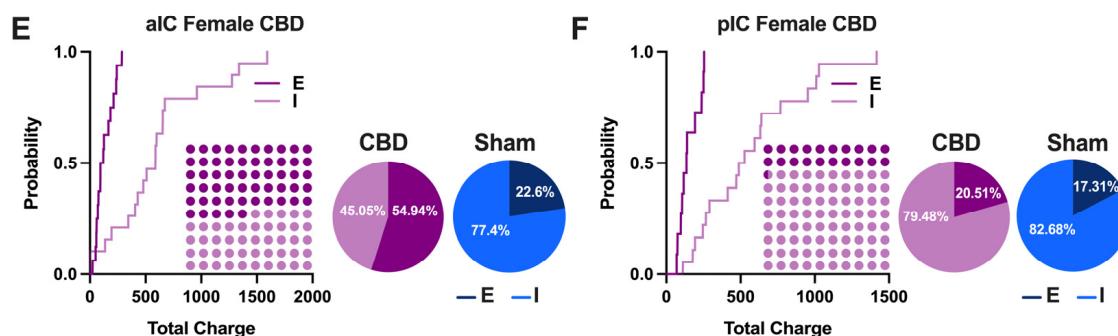 E
aIC Female CBD
Probability
1.0
0.5
0.0
E
I
0 500 1000 1500 2000
Total Charge
CBD
45.05% 54.94%
Sham
22.6%
77.4%
E I
F
pIC Female CBD
Probability
1.0
0.5
0.0
E
I
0 500 1000 1500
Total Charge
CBD
20.51%
79.48%
Sham
17.31%
82.68%
E I